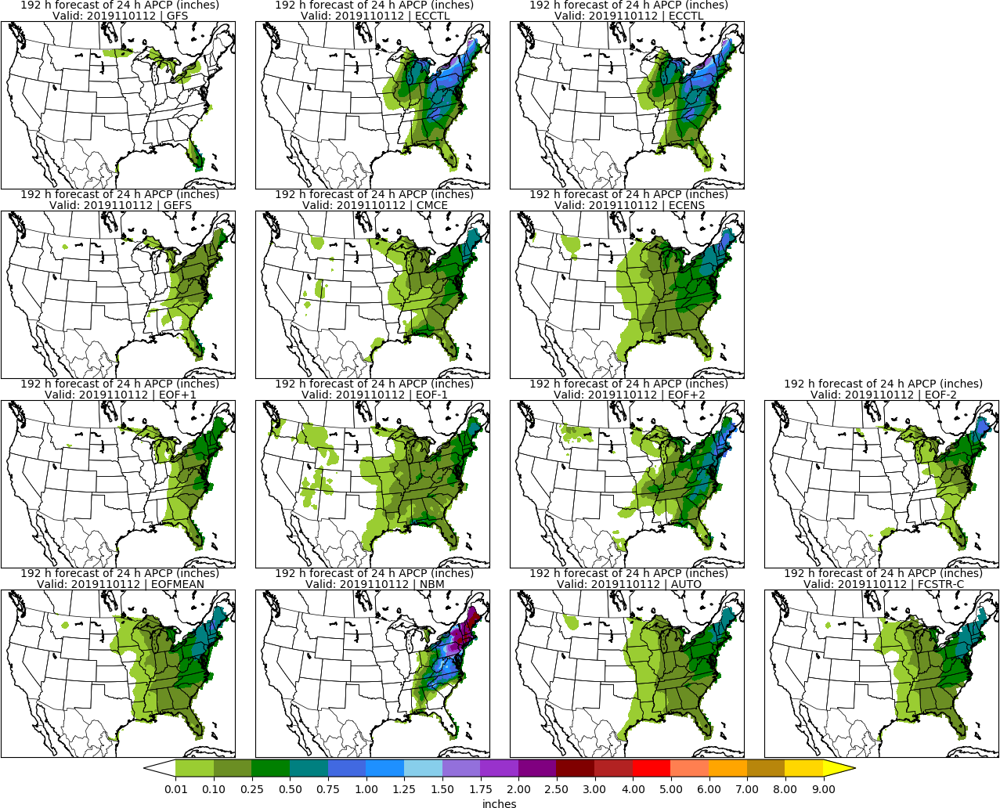 192 h forecast of 24 h APCP (inches)
Valid: 2019110112 | GFS
192 h forecast of 24 h APCP (inches)
Valid: 2019110112 | ECCTL
192 h forecast of 24 h APCP (inches)
Valid: 2019110112 | ECCTL
192 h forecast of 24 h APCP (inches)
Valid: 2019110112 | GEFS
192 h forecast of 24 h APCP (inches)
Valid: 2019110112 | CMCE
192 h forecast of 24 h APCP (inches)
Valid: 2019110112 | ECENS
192 h forecast of 24 h APCP (inches)
Valid: 2019110112 | EOF+1
192 h forecast of 24 h APCP (inches)
Valid: 2019110112 | EOF-1
192 h forecast of 24 h APCP (inches)
Valid: 2019110112 | EOF+2
192 h forecast of 24 h APCP (inches)
Valid: 2019110112 | EOF-2
192 h forecast of 24 h APCP (inches)
Valid: 2019110112 | EOFMEAN
192 h forecast of 24 h APCP (inches)
Valid: 2019110112 | NBM
192 h forecast of 24 h APCP (inches)
Valid: 2019110112 | AUTO
192 h forecast of 24 h APCP (inches)
Valid: 2019110112 | FCSTR-C
0.01 0.10 0.25 0.50 0.75 1.00 1.25 1.50 1.75 2.00 2.50 3.00 4.00 5.00 6.00 7.00 8.00 9.00
inches